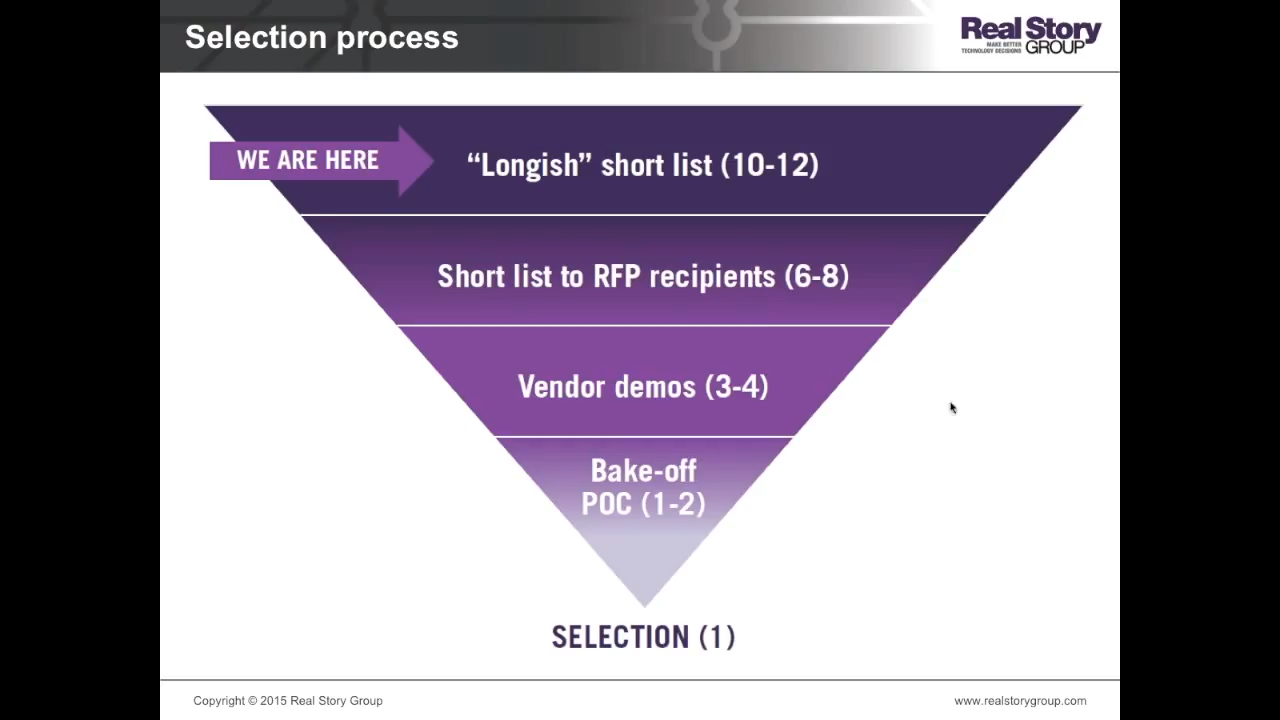 Selection process
Real Story
MAKE BETTER
TECHNOLOGY DECISIONS
GROUP
WE ARE HERE
“Longish” short list (10-12)
Short list to RFP recipients (6-8)
Vendor demos (3-4)
Bake-off
POC (1-2)
SELECTION (1)
Copyright © 2015 Real Story Group
www.realstorygroup.com